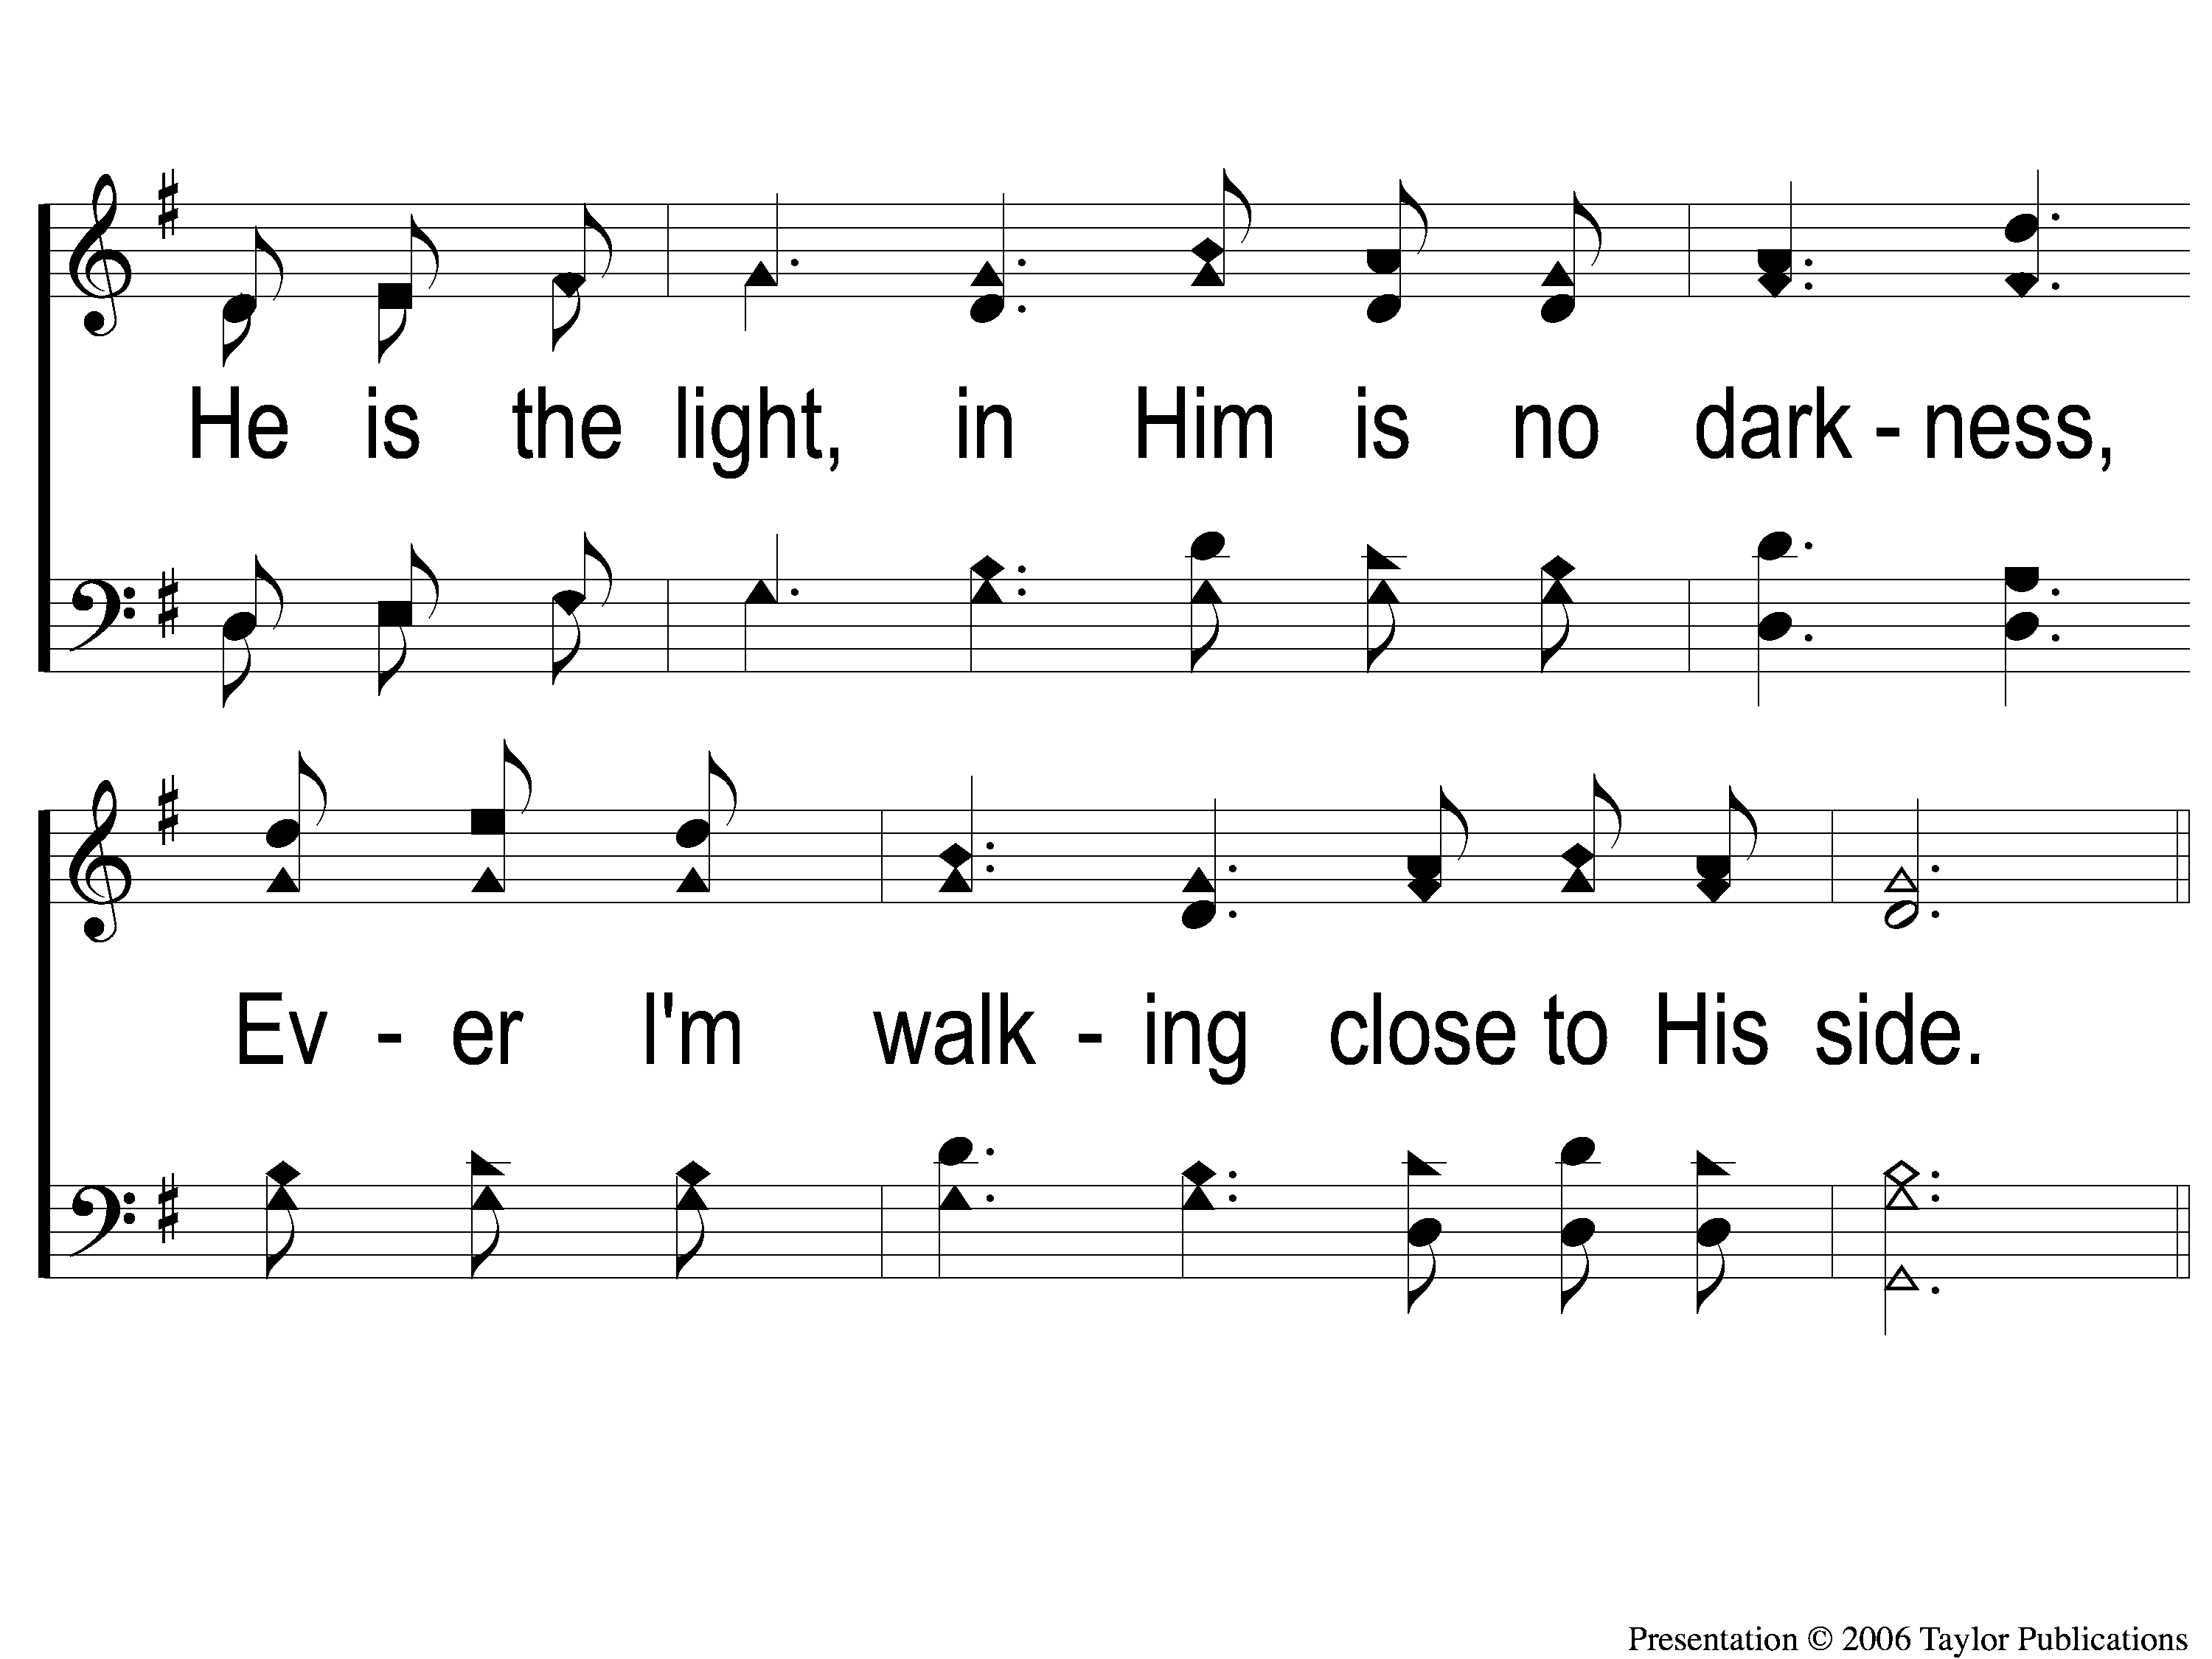 He is the light, in Him is no dark - ness,
Ev - er I'm walk - ing close to His side.
Presentation © 2006 Taylor Publications